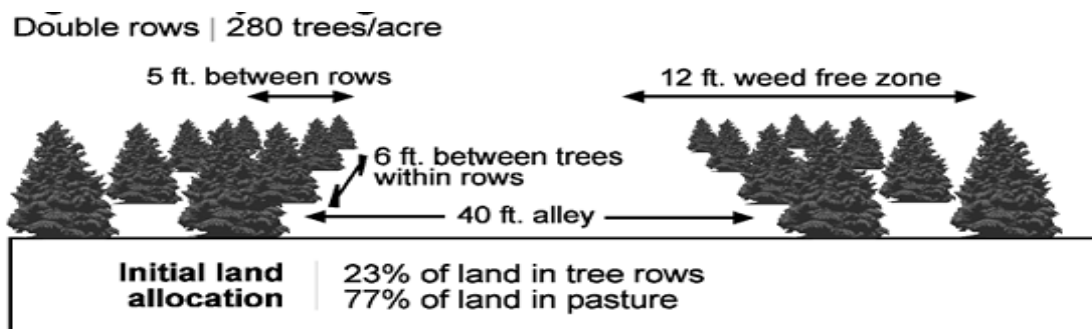 Double rows | 280 trees/acre
5 ft. between rows
12 ft. weed free zone
6 ft. between trees
within rows
40 ft. alley
Initial land
allocation
23% of land in tree rows
77% of land in pasture